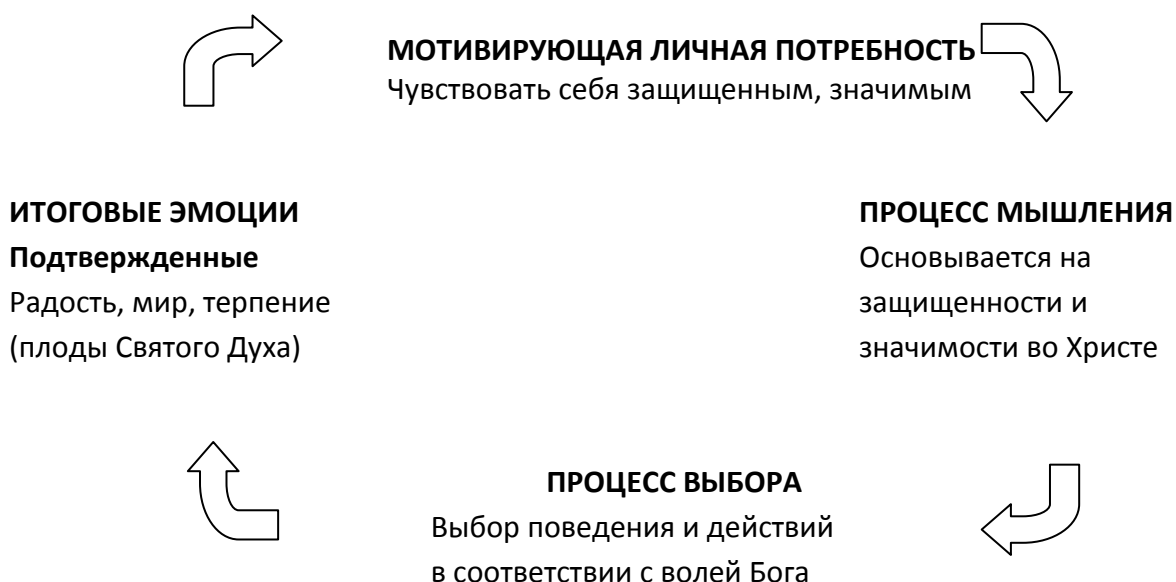 МОТИВИРУЮЩАЯ ЛИЧНАЯ ПОТРЕБНОСТЬ
Чувствовать себя защищенным, значимым
ИТОГОВЫЕ ЭМОЦИИ
Подтвержденные
Радость, мир, терпение
(плоды Святого Духа)
ПРОЦЕСС МЫШЛЕНИЯ
Основывается на
защищенности и
значимости во Христе
ПРОЦЕСС ВЫБОРА
Выбор поведения и действий
в соответствии с волей Бога